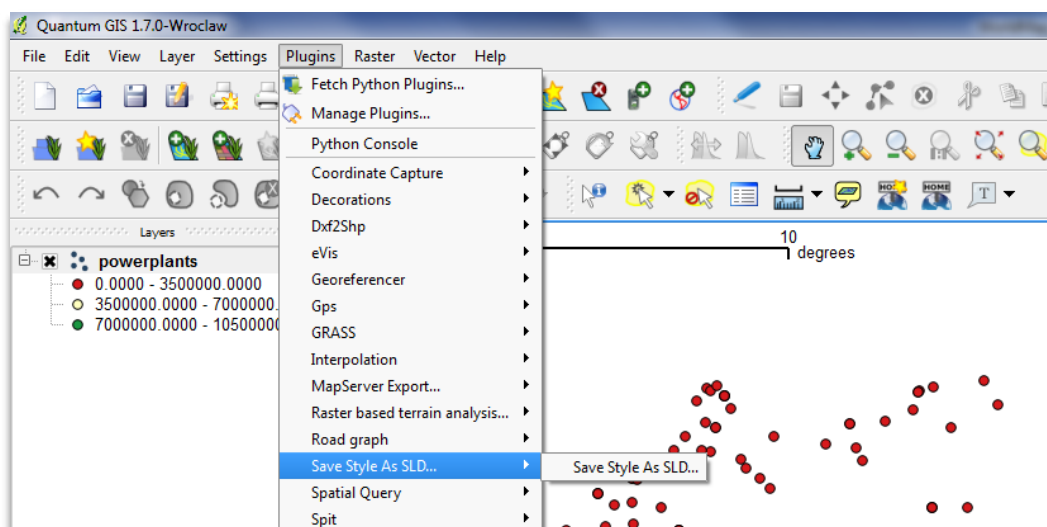 Quantum GIS 1.7.0-Wroclaw
File Edit View Layer Settings Plugins Raster Vector Help
Fetch Python Plugins...
Manage Plugins...
Python Console
Coordinate Capture
Decorations
Dxf2Shp
eVis
Georeferencer
Gps
GRASS
Interpolation
MapServer Export...
Raster based terrain analysis...
Road graph
Save Style As SLD...
Save Style As SLD...
Spatial Query
Spit
HOME
HOME
T
Layers
powerplants
0.0000 - 3500000.0000
3500000.0000 - 7000000.
7000000.0000 - 1050000
10
degrees